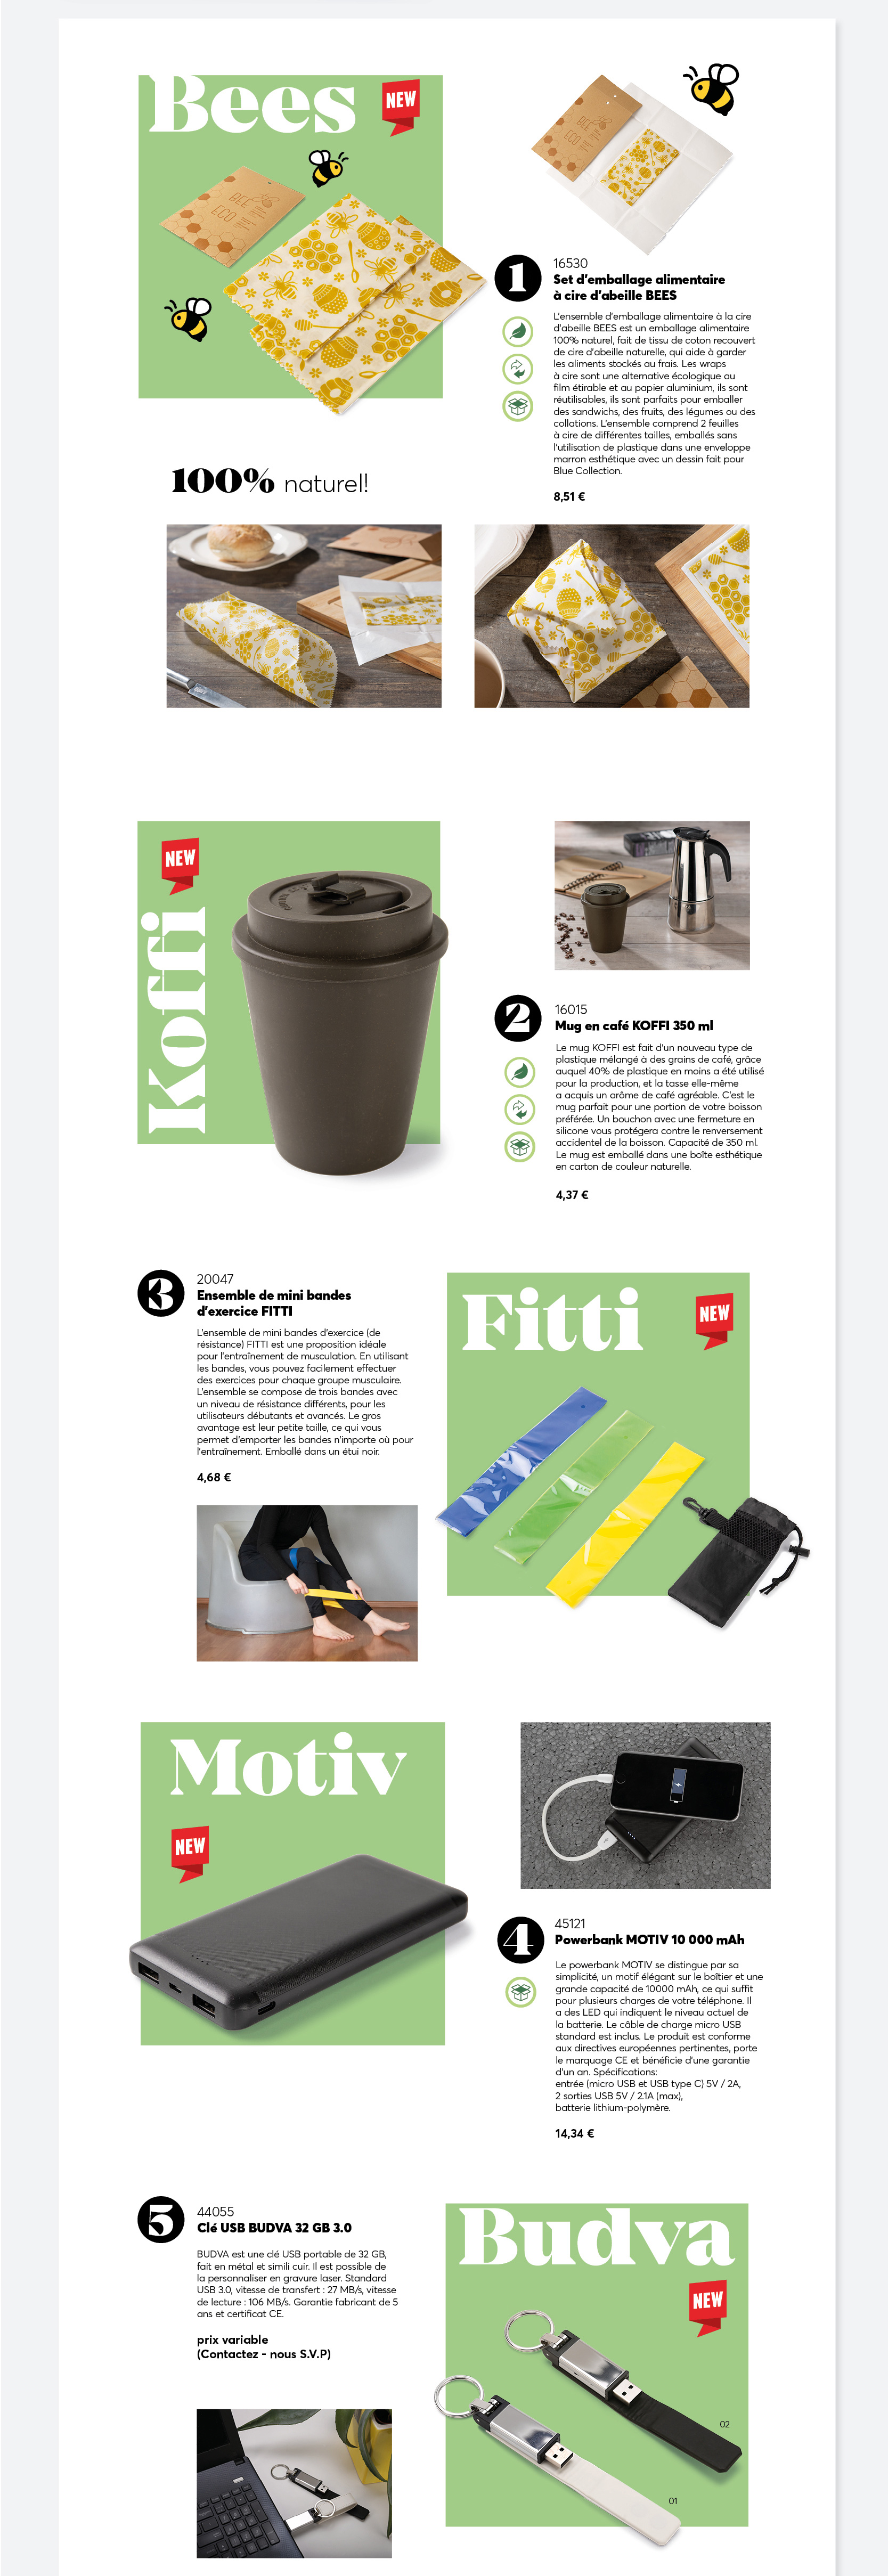 Bees
NEW
BEE
ECO
BEE
ECO
1
16530
Set d'emballage alimentaire
à cire d'abeille BEES
L'ensemble d'emballage alimentaire à la cire
d'abeille BEES est un emballage alimentaire
100% naturel, fait de tissu de coton recouvert
de cire d'abeille naturelle, qui aide à garder
les aliments stockés au frais. Les wraps
à cire sont une alternative écologique au
film étirable et au papier aluminium, ils sont
réutilisables, ils sont parfaits pour emballer
des sandwichs, des fruits, des légumes ou des
collations. L'ensemble comprend 2 feuilles
à cire de différentes tailles, emballés sans
l'utilisation de plastique dans une enveloppe
marron esthétique avec un dessin fait pour
Blue Collection.
8,51 €
100% naturel!
NEW
Koffi
2
16015
Mug en café KOFFI 350 ml
Le mug KOFFI est fait d'un nouveau type de
plastique mélangé à des grains de café, grâce
auquel 40% de plastique en moins a été utilisé
pour la production, et la tasse elle-même
a acquis un arôme de café agréable. C'est le
mug parfait pour une portion de votre boisson
préférée. Un bouchon avec une fermeture en
silicone vous protégera contre le renversement
accidentel de la boisson. Capacité de 350 ml.
Le mug est emballé dans une boîte esthétique
en carton de couleur naturelle.
4,37 €
3
20047
Ensemble de mini bandes
d'exercice FITTI
L'ensemble de mini bandes d'exercice (de
résistance) FITTI est une proposition idéale
pour l'entraînement de musculation. En utilisant
les bandes, vous pouvez facilement effectuer
des exercices pour chaque groupe musculaire.
L'ensemble se compose de trois bandes avec
un niveau de résistance différents, pour les
utilisateurs débutants et avancés. Le gros
avantage est leur petite taille, ce qui vous
permet d'emporter les bandes n'importe où pour
l'entraînement. Emballé dans un étui noir.
4,68 €
Fitti
NEW
Motiv
NEW
4
45121
Powerbank MOTIV 10 000 mAh
Le powerbank MOTIV se distingue par sa
simplicité, un motif élégant sur le boîtier et une
grande capacité de 10000 mAh, ce qui suffit
pour plusieurs charges de votre téléphone. Il
a des LED qui indiquent le niveau actuel de
la batterie. Le câble de charge micro USB
standard est inclus. Le produit est conforme
aux directives européennes pertinentes, porte
le marquage CE et bénéficie d'une garantie
d'un an. Spécifications:
entrée (micro USB et USB type C) 5V / 2A,
2 sorties USB 5V / 2.1A (max),
batterie lithium-polymère.
14,34 €
5
44055
Clé USB BUDVA 32 GB 3.0
BUDVA est une clé USB portable de 32 GB,
fait en métal et simili cuir. Il est possible de
la personnaliser en gravure laser. Standard
USB 3.0, vitesse de transfert : 27 MB/s, vitesse
de lecture : 106 MB/s. Garantie fabricant de 5
ans et certificat CE.
prix variable
(Contactez - nous S.V.P)
Budva
NEW
02
01